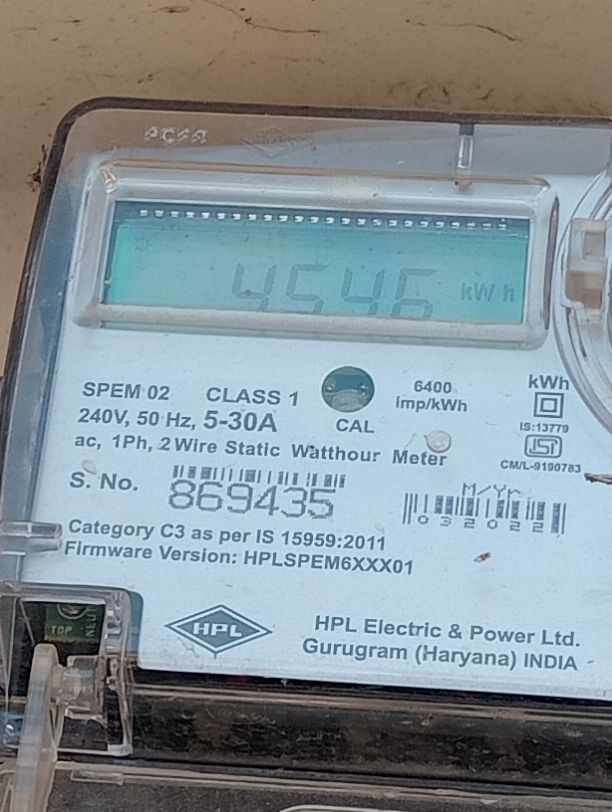 4546 kWh
SPEM 02 CLASS 1
6400
imp/kWh
kWh
240V, 50 Hz, 5-30A
CAL
IS:13779
ac, 1Ph, 2 Wire Static Watthour Meter
CM/L-9190783
S. No.
869435
M/Yr
032022
Category C3 as per IS 15959:2011
Firmware Version: HPLSPEM6XXX01
TOP
HPL
HPL Electric & Power Ltd.
Gurugram (Haryana) INDIA